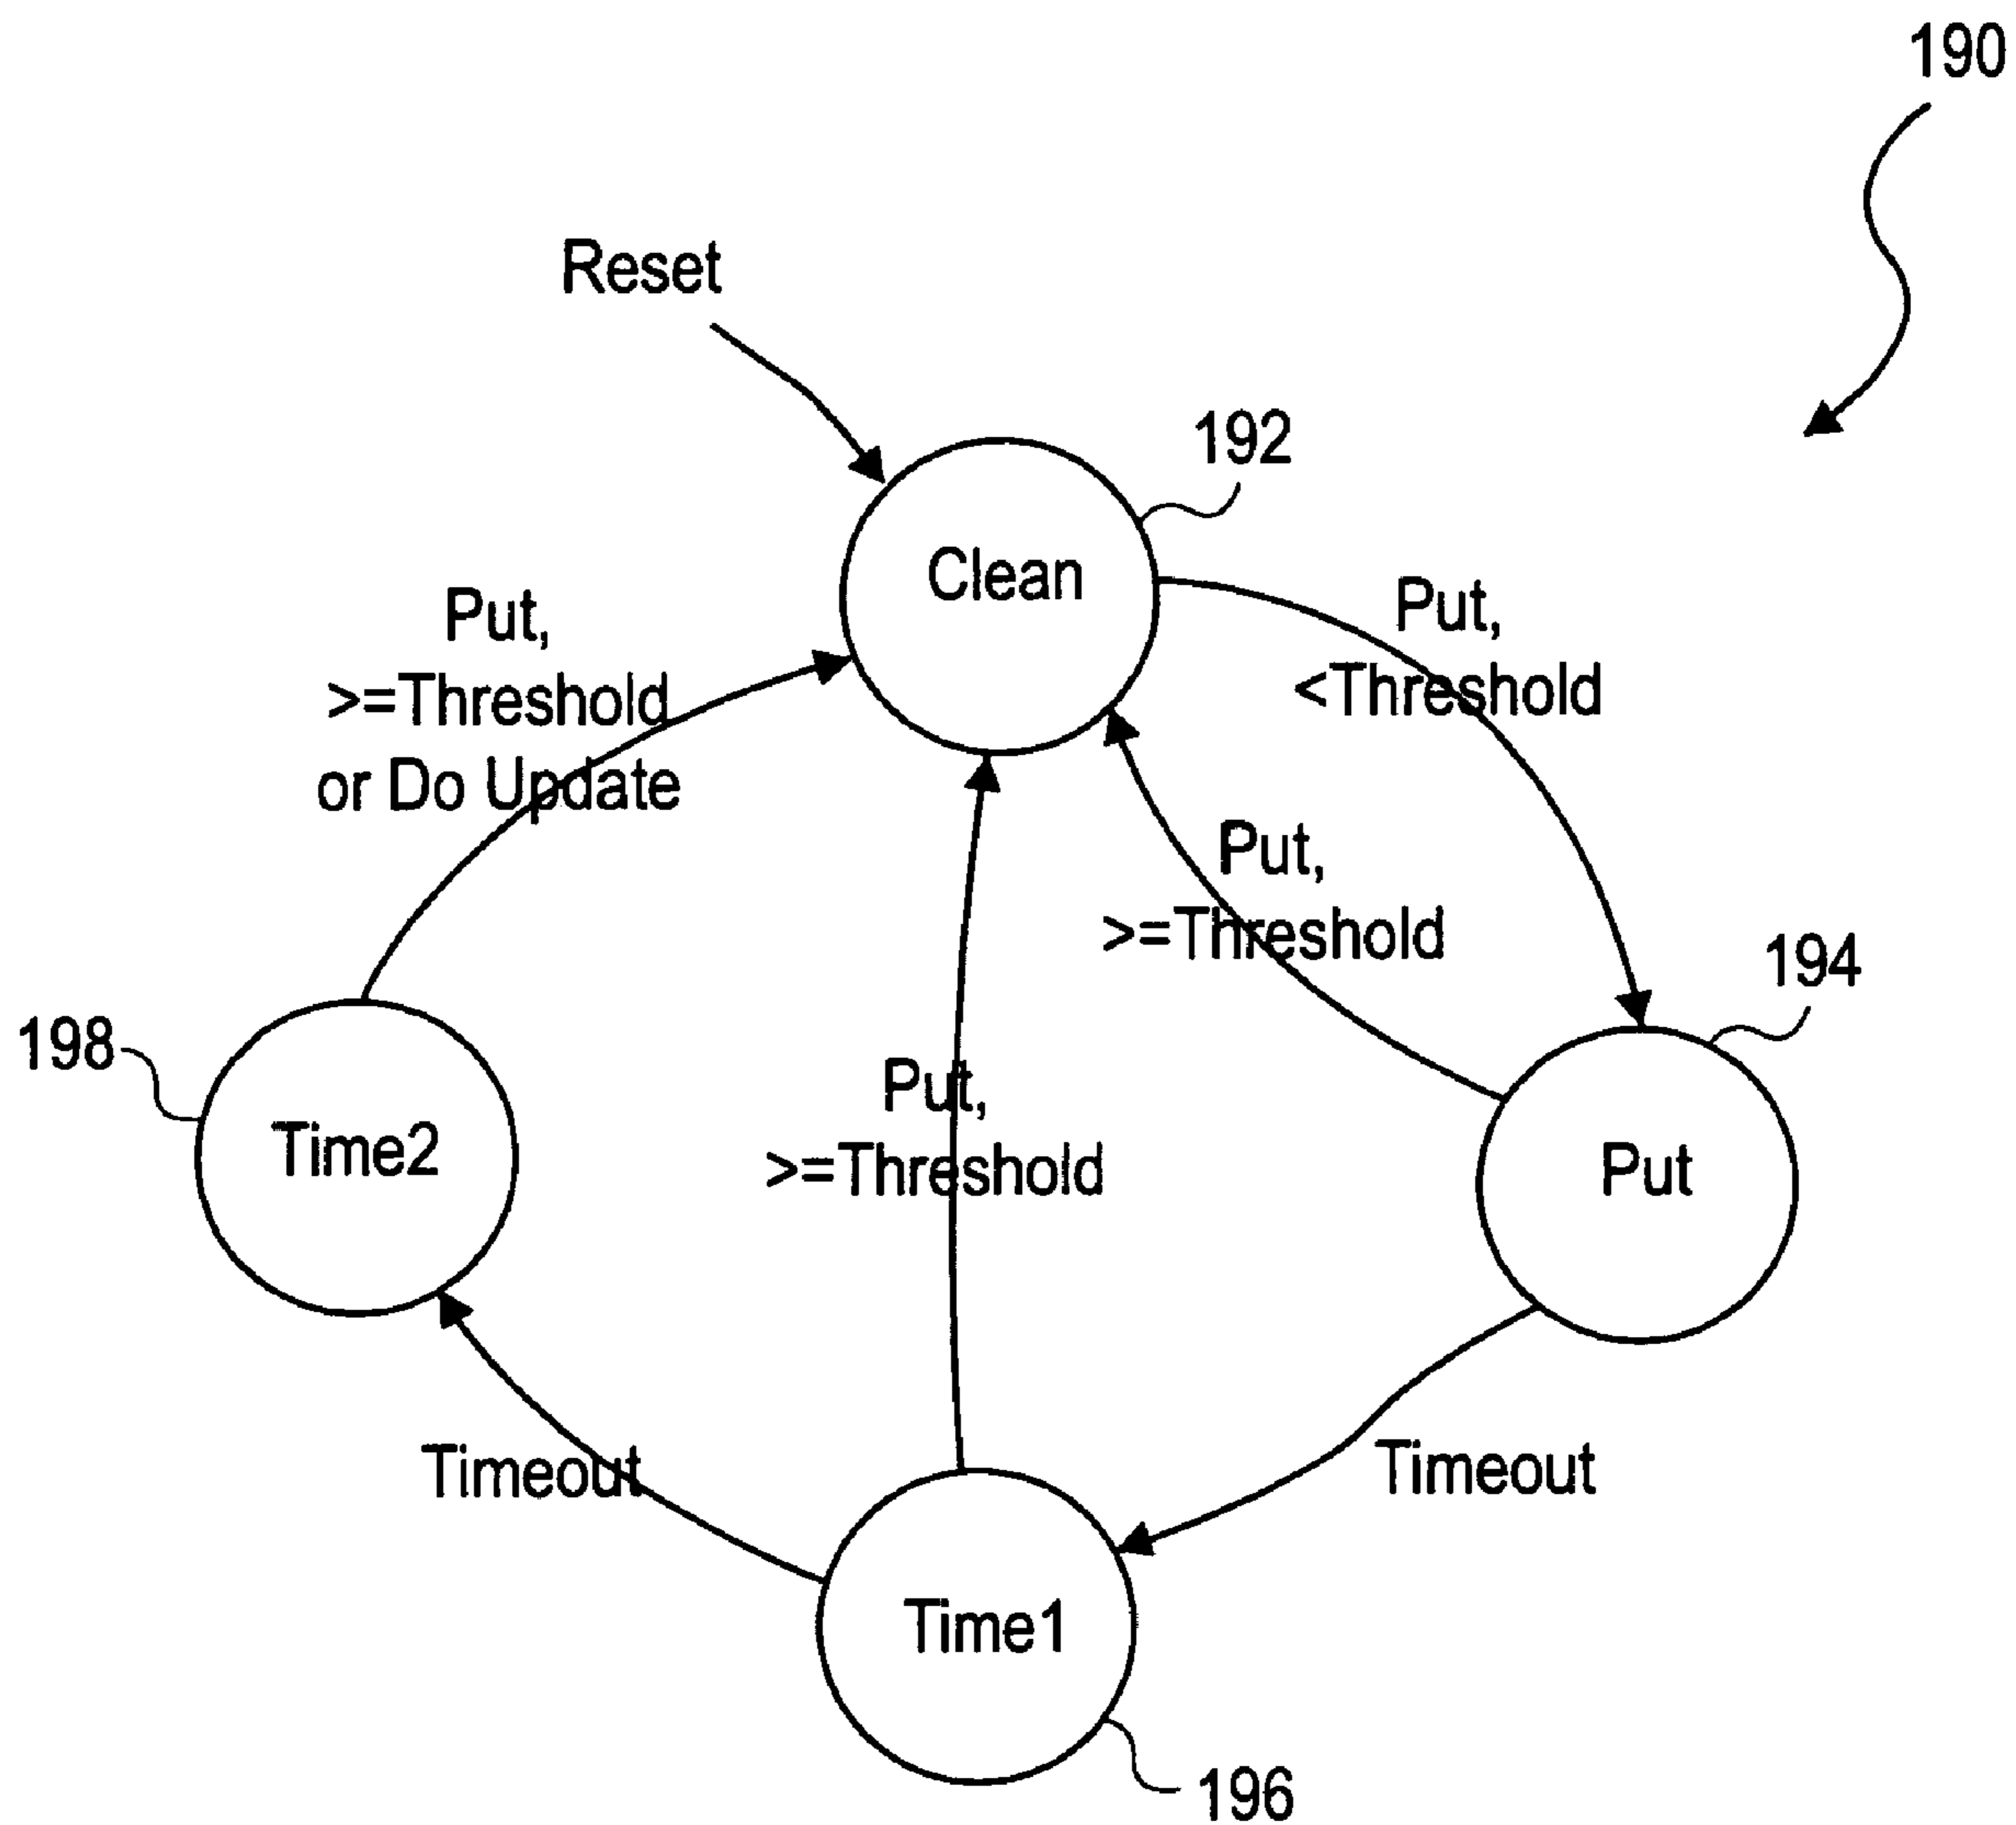 190
Reset
192
Clean
Put,
>=Threshold
or Do Update
Put,
<Threshold
Put,
>=Threshold
194
198
Put,
>=Threshold
Time2
Put
Timeout
Timeout
Time1
196